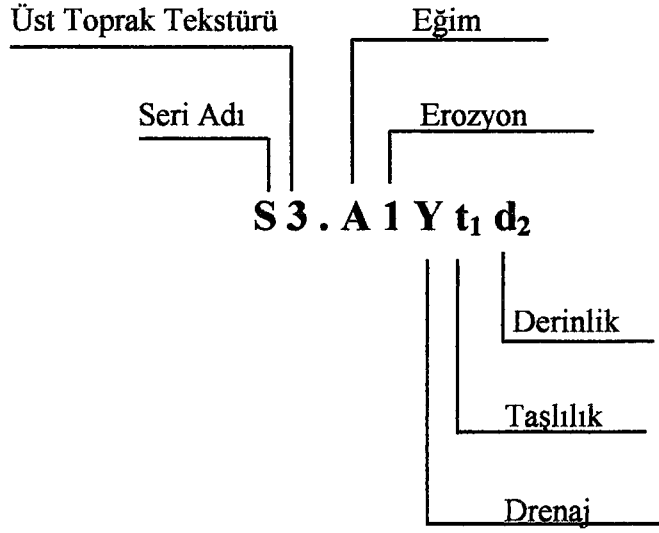 Üst Toprak Tekstürü
Eğim
Seri Adı
Erozyon
S 3 . A 1 Y t₁ d₂
Derinlik
Taşlılık
Drenaj